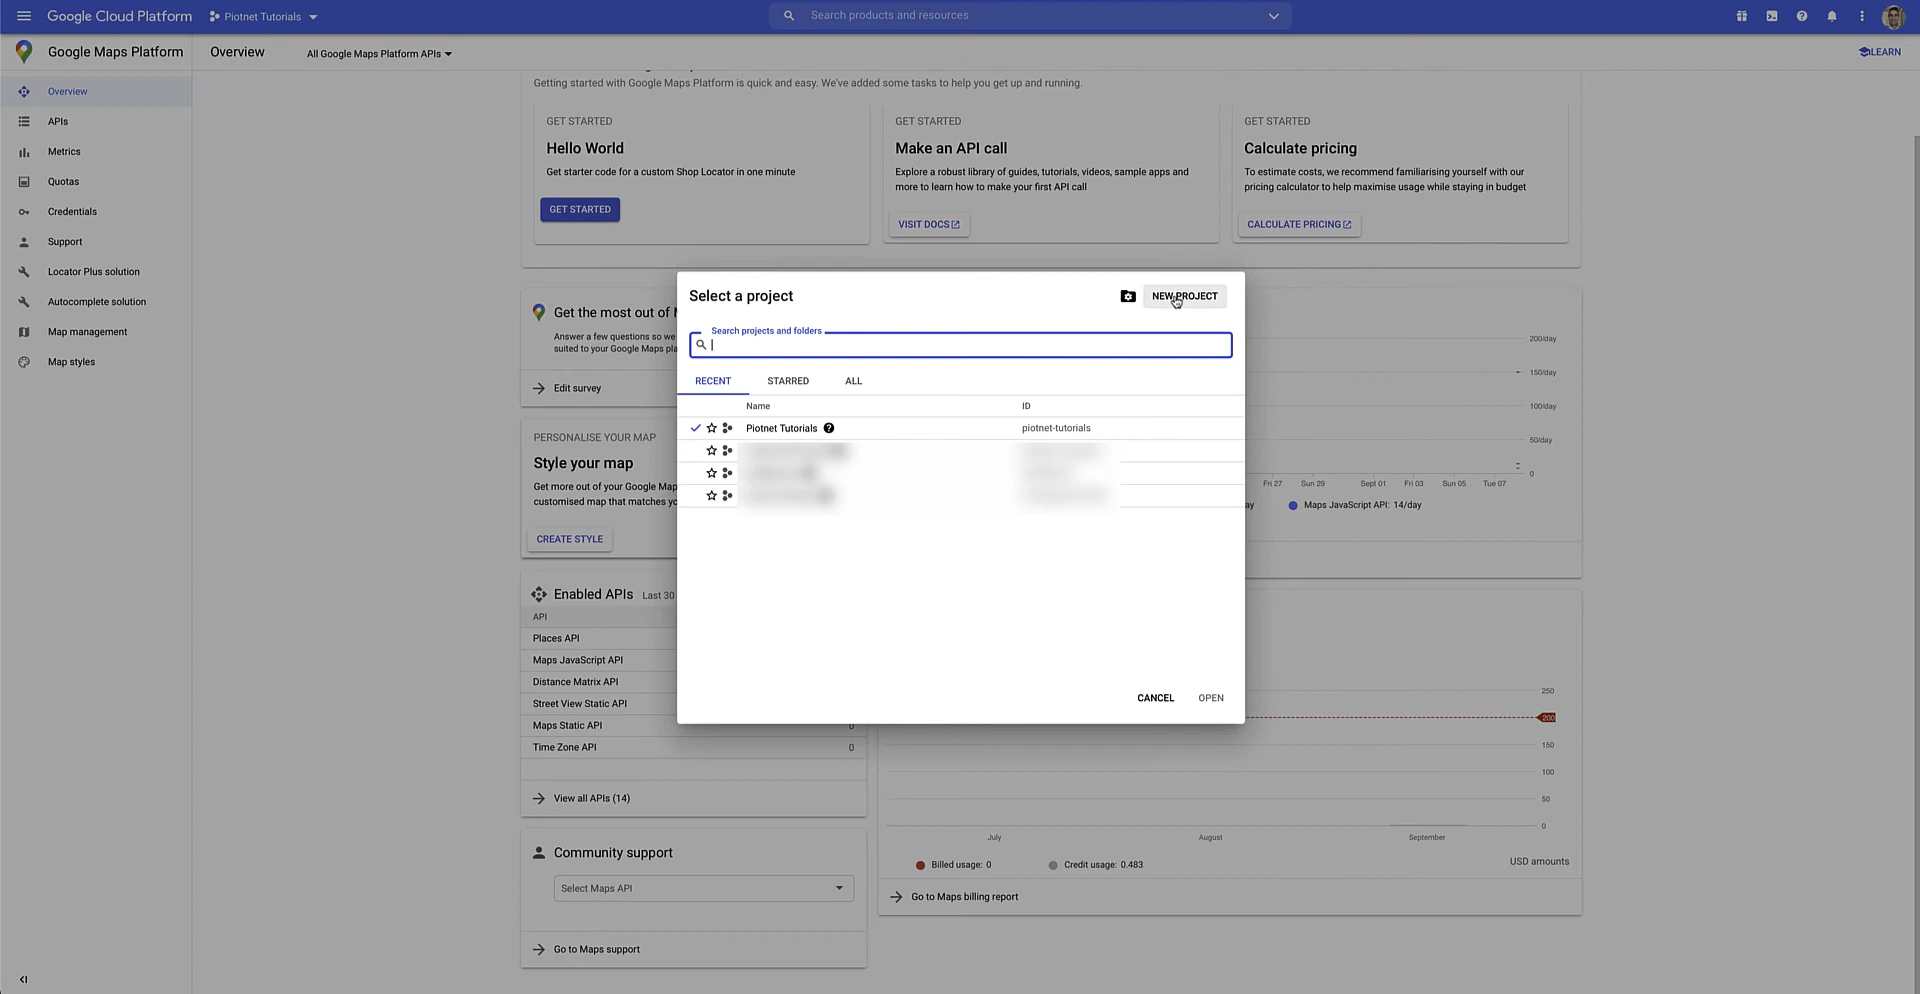 Google Cloud Platform
Piotnet Tutorials
Search products and resources
Google Maps Platform
Overview
All Google Maps Platform APIs
LEARN
Overview
APIs
Metrics
Quotas
Credentials
Support
Locator Plus solution
Autocomplete solution
Map management
Map styles
Getting started with Google Maps Platform is quick and easy. We've added some tasks to help you get up and running.
GET STARTED
Hello World
Get starter code for a custom Shop Locator in one minute
GET STARTED
GET STARTED
Make an API call
Explore a robust library of guides, tutorials, videos, sample apps and
more to learn how to make your first API call
VISIT DOCS
GET STARTED
Calculate pricing
To estimate costs, we recommend familiarising yourself with our
pricing calculator to help maximise usage while staying in budget
CALCULATE PRICING
Get the most out of
Answer a few questions so we
suited to your Google Maps
Edit survey
PERSONALISE YOUR MAP
Style your map
Get more out of your Google Map
customised map that matches
CREATE STYLE
Enabled APIs Last 30
API
Places API
Maps JavaScript API
Distance Matrix API
Street View Static API
Maps Static API 0
Time Zone API 0
View all APIs (14)
Community support
Select Maps API
Go to Maps support
Select a project
NEW PROJECT
Search projects and folders
RECENT STARRED ALL
Name ID
Piotnet Tutorials piotnet-tutorials
CANCEL OPEN
200/day
150/day
100/day
50/day
0
Fri 27 Sun 29 Sept 01 Fri 03 Sun 05 Tue 07
Maps JavaScript API: 14/day
250
200
150
100
50
0
July August September
Billed usage: 0 Credit usage: 0.483
USD amounts
Go to Maps billing report